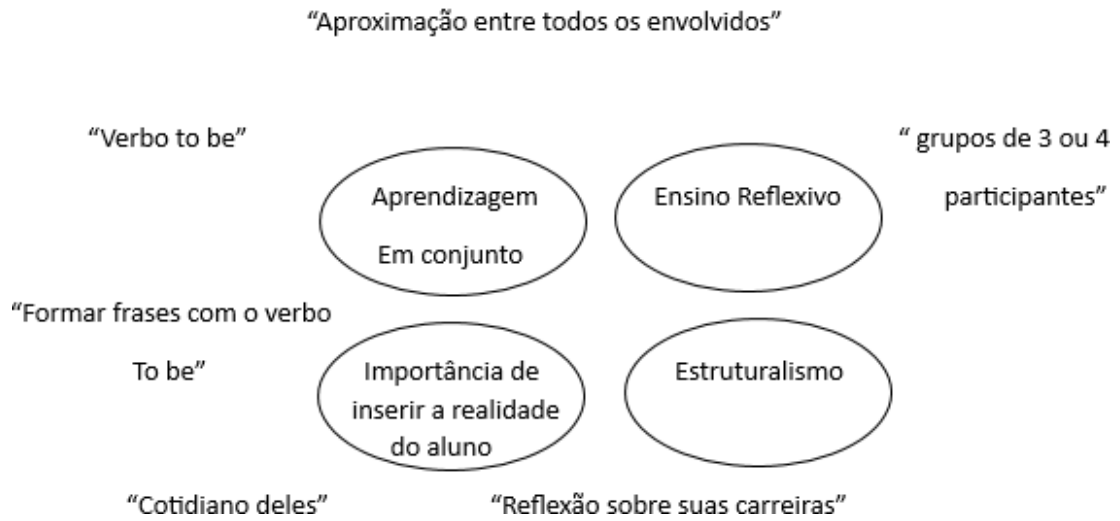 “Aproximação entre todos os envolvidos”
“Verbo to be”
“ grupos de 3 ou 4
participantes”
Aprendizagem
Em conjunto
Ensino Reflexivo
“Formar frases com o verbo
To be”
Importância de
inserir a realidade
do aluno
Estruturalismo
“Cotidiano deles”
“Reflexão sobre suas carreiras”